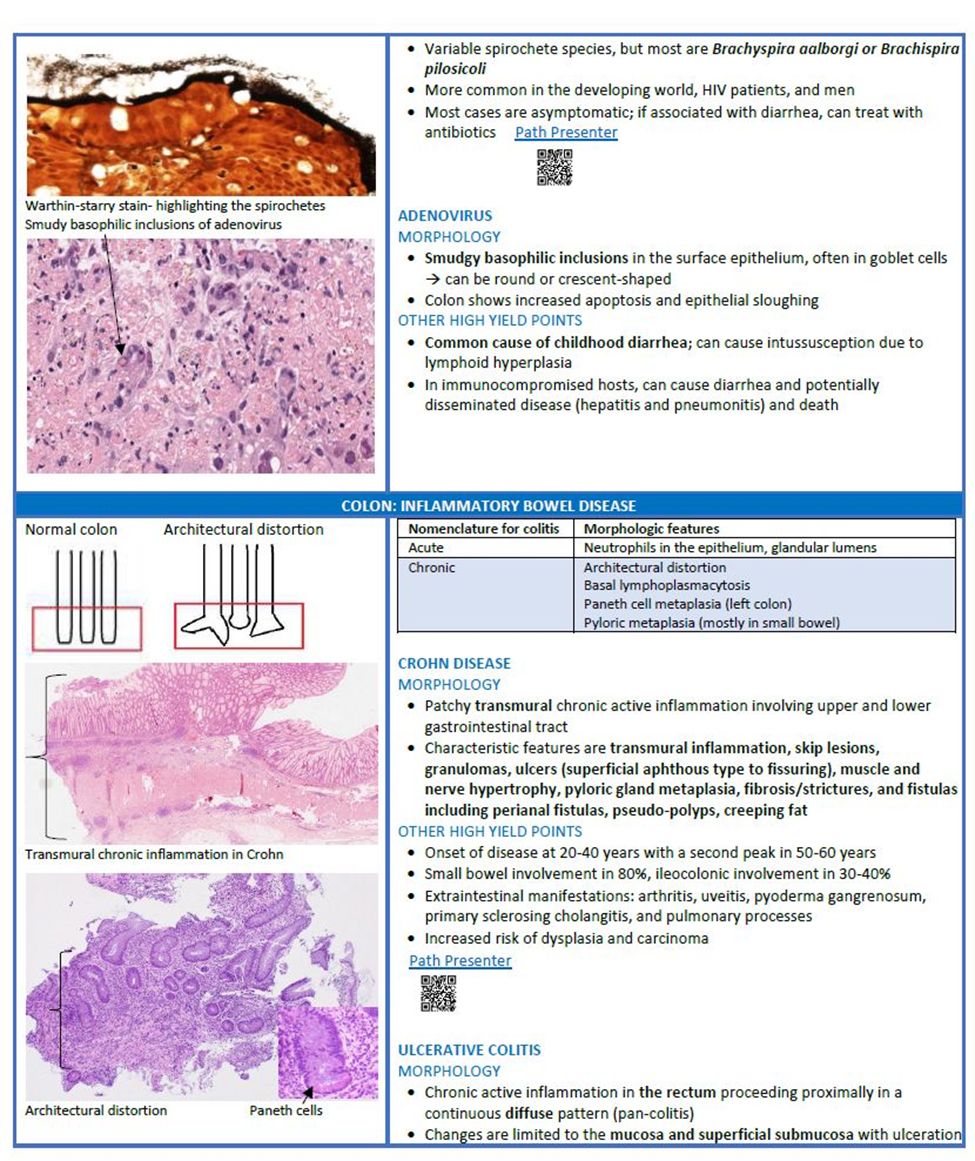 • Variable spirochete species, but most are Brachyspira aalborgi or Brachispira
pilosicoli
• More common in the developing world, HIV patients, and men
• Most cases are asymptomatic; if associated with diarrhea, can treat with
antibiotics Path Presenter
Warthin-starry stain- highlighting the spirochetes
Smudy basophilic inclusions of adenovirus
ADENOVIRUS
MORPHOLOGY
• Smudgy basophilic inclusions in the surface epithelium, often in goblet cells
→ can be round or crescent-shaped
• Colon shows increased apoptosis and epithelial sloughing
OTHER HIGH YIELD POINTS
• Common cause of childhood diarrhea; can cause intussusception due to
lymphoid hyperplasia
• In immunocompromised hosts, can cause diarrhea and potentially
disseminated disease (hepatitis and pneumonitis) and death
COLON: INFLAMMATORY BOWEL DISEASE
Normal colon Architectural distortion
Nomenclature for colitis Morphologic features
Acute Neutrophils in the epithelium, glandular lumens
Chronic Architectural distortion
Basal lymphoplasmacytosis
Paneth cell metaplasia (left colon)
Pyloric metaplasia (mostly in small bowel)
Transmural chronic inflammation in Crohn
Architectural distortion Paneth cells
CROHN DISEASE
MORPHOLOGY
• Patchy transmural chronic active inflammation involving upper and lower
gastrointestinal tract
• Characteristic features are transmural inflammation, skip lesions,
granulomas, ulcers (superficial aphthous type to fissuring), muscle and
nerve hypertrophy, pyloric gland metaplasia, fibrosis/strictures, and fistulas
including perianal fistulas, pseudo-polyps, creeping fat
OTHER HIGH YIELD POINTS
• Onset of disease at 20-40 years with a second peak in 50-60 years
• Small bowel involvement in 80%, ileocolonic involvement in 30-40%
• Extraintestinal manifestations: arthritis, uveitis, pyoderma gangrenosum,
primary sclerosing cholangitis, and pulmonary processes
• Increased risk of dysplasia and carcinoma
Path Presenter
ULCERATIVE COLITIS
MORPHOLOGY
• Chronic active inflammation in the rectum proceeding proximally in a
continuous diffuse pattern (pan-colitis)
• Changes are limited to the mucosa and superficial submucosa with ulceration